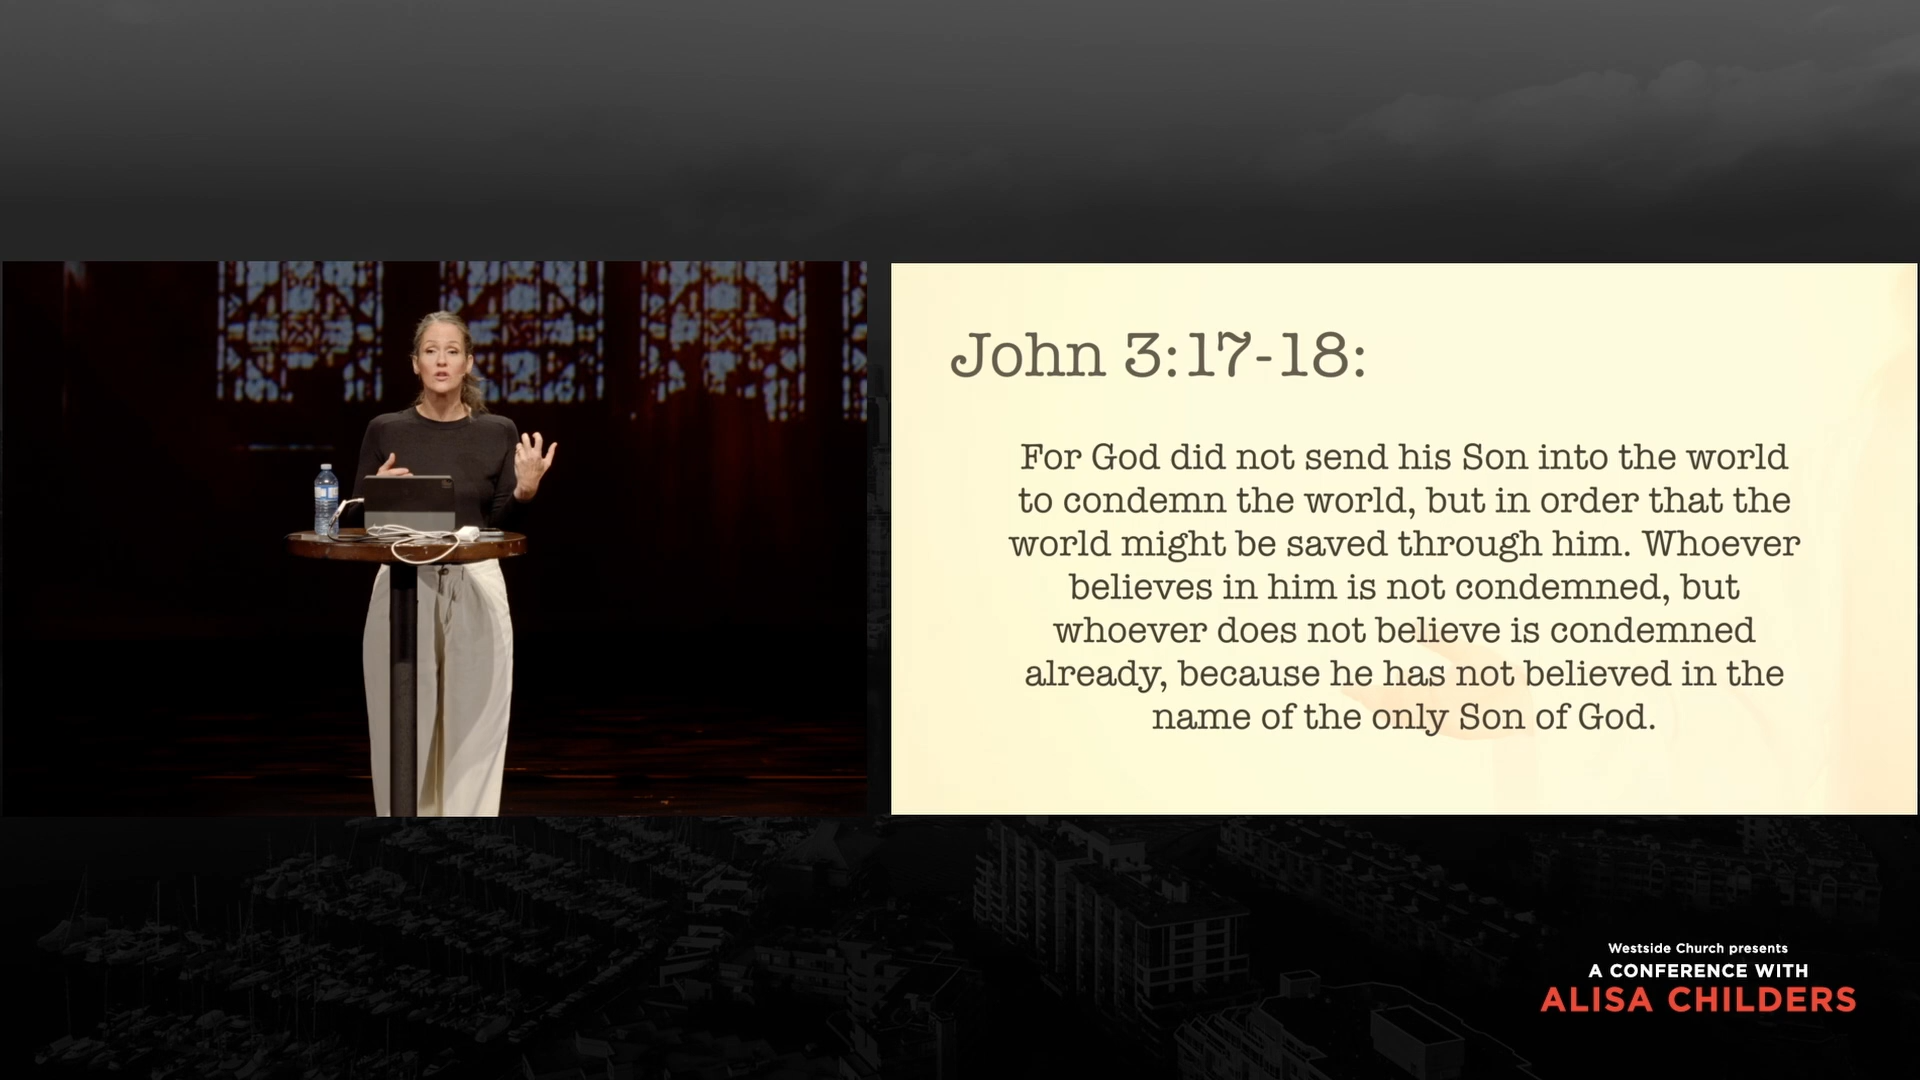 John 3:17-18:
For God did not send his Son into the world
to condemn the world, but in order that the
world might be saved through him. Whoever
believes in him is not condemned, but
whoever does not believe is condemned
already, because he has not believed in the
name of the only Son of God.
Westside Church presents
A CONFERENCE WITH
ALISA CHILDERS